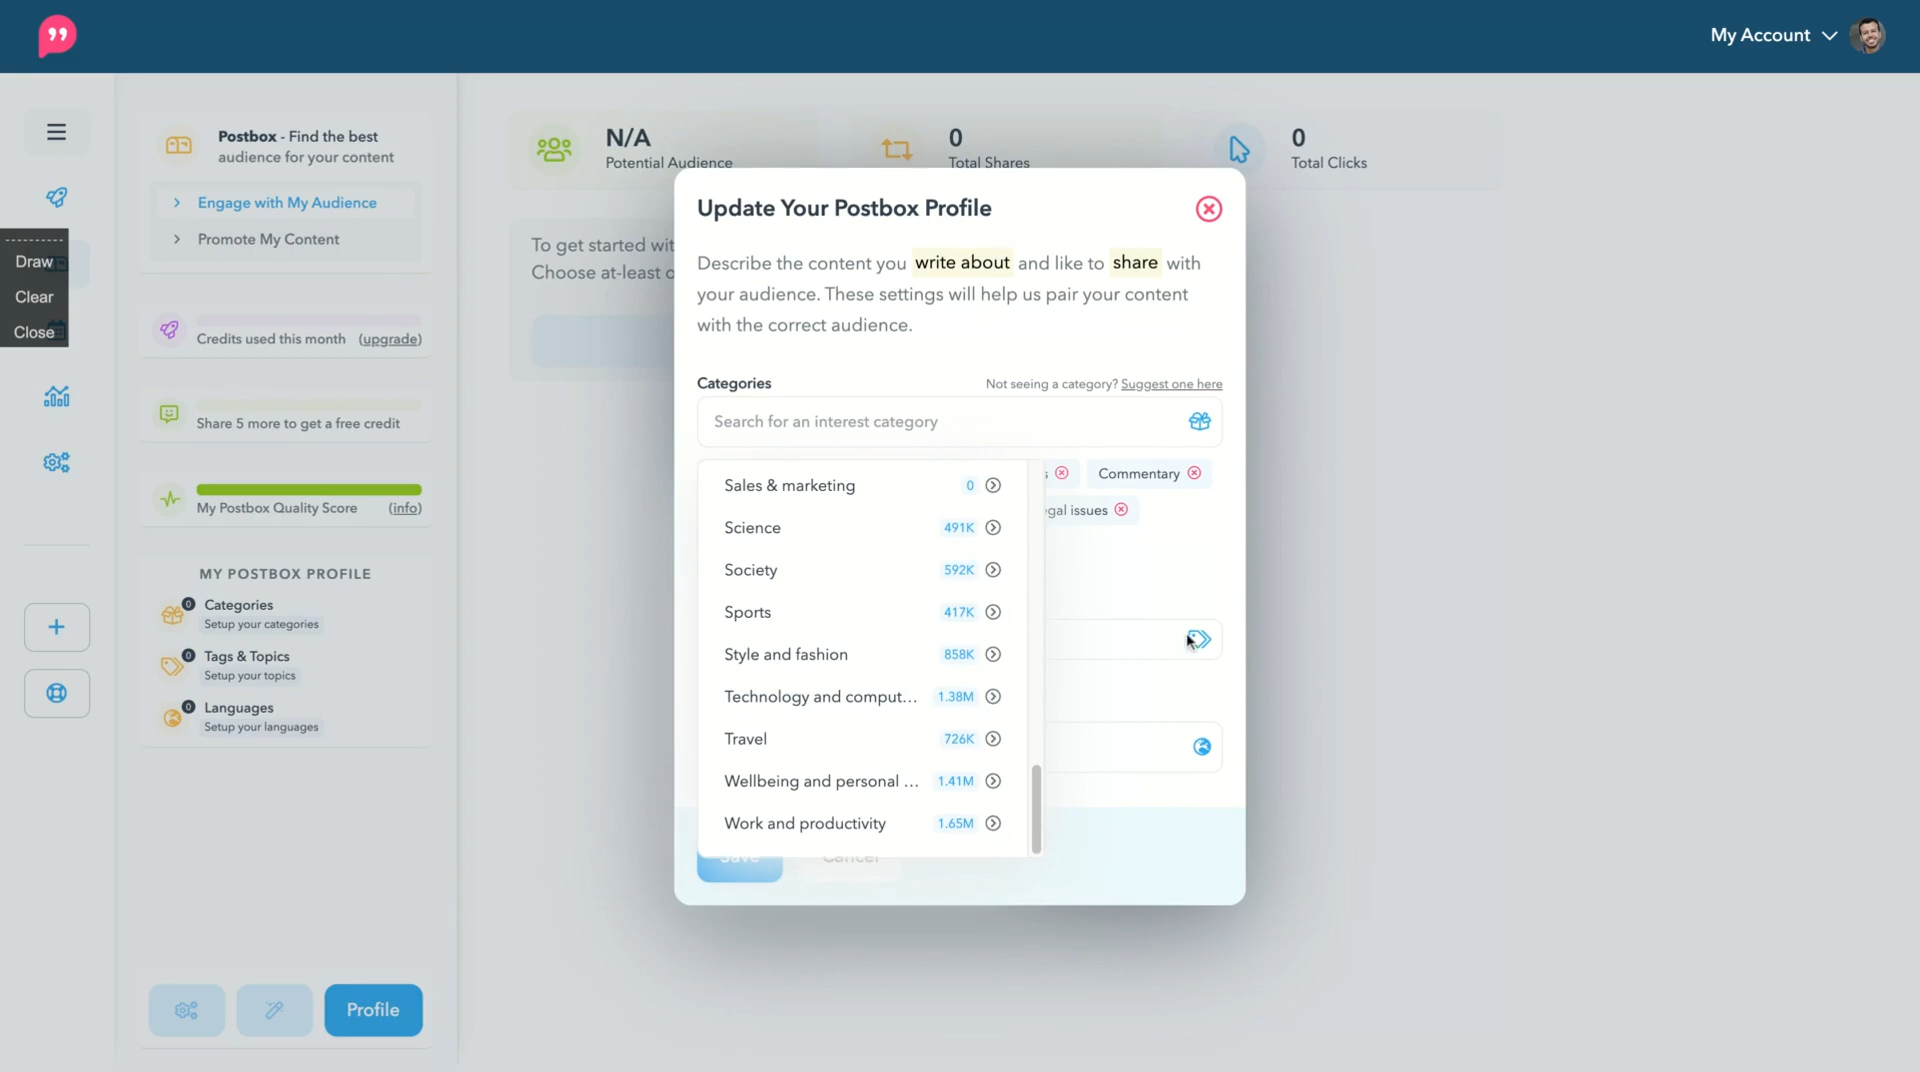 My Account
Postbox - Find the best
audience for your content
Engage with My Audience
Promote My Content
Draw
Clear
Close
Credits used this month (upgrade)
Share 5 more to get a free credit
My Postbox Quality Score (info)
MY POSTBOX PROFILE
0 Categories
Setup your categories
0 Tags & Topics
Setup your topics
0 Languages
Setup your languages
Profile
N/A
Potential Audience
0
Total Shares
0
Total Clicks
To get started wit
Choose at-least o
Update Your Postbox Profile
Describe the content you write about and like to share with
your audience. These settings will help us pair your content
with the correct audience.
Categories
Not seeing a category? Suggest one here
Search for an interest category
s
Commentary
egal issues
Sales & marketing 0
Science 491K
Society 592K
Sports 417K
Style and fashion 858K
Technology and comput... 1.38M
Travel 726K
Wellbeing and personal ... 1.41M
Work and productivity 1.65M
Save
Cancel